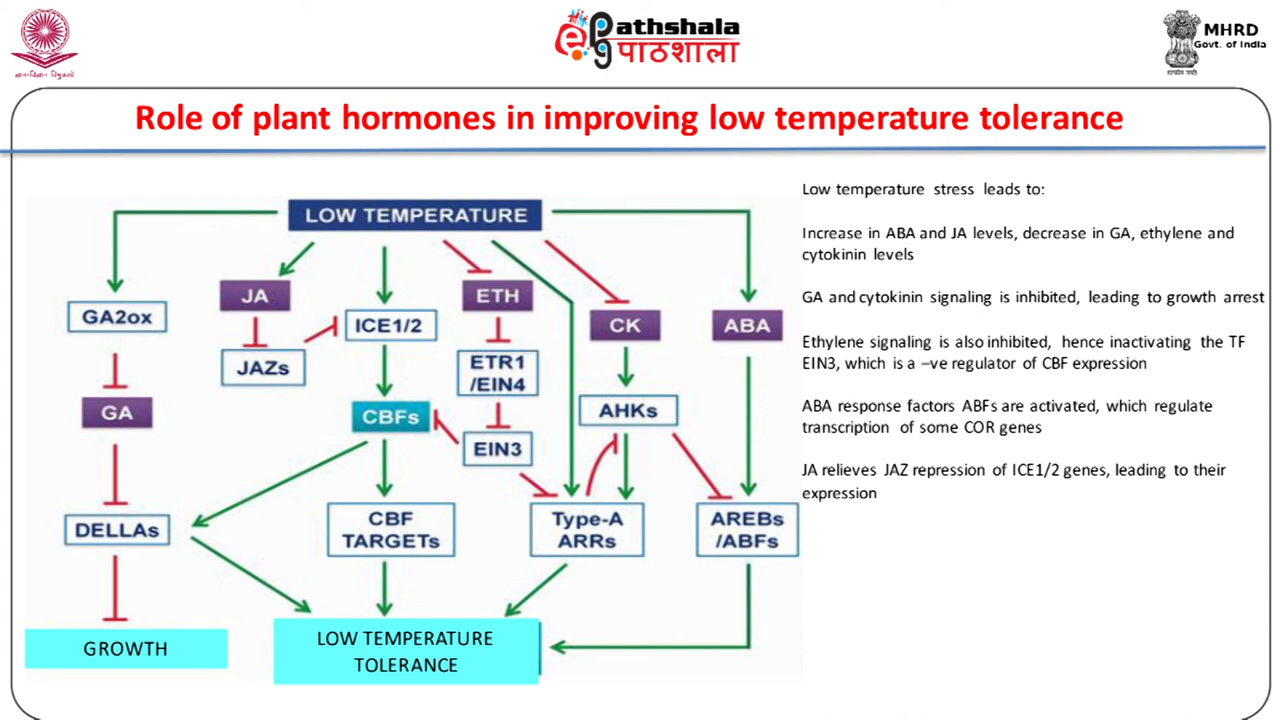 ज्ञान-विज्ञान विमुक्तये
e Pathshala
पाठशाला
MHRD
Govt. of India
सत्यमेव जयते
Role of plant hormones in improving low temperature tolerance
LOW TEMPERATURE
GA2ox
JA
ICE1/2
ETH
CK
ABA
JAZs
ETR1
/EIN4
GA
CBFs
AHKs
EIN3
DELLAs
CBF
TARGETs
Type-A
ARRs
AREBs
/ABFs
GROWTH
LOW TEMPERATURE
TOLERANCE
Low temperature stress leads to:
Increase in ABA and JA levels, decrease in GA, ethylene and
cytokinin levels
GA and cytokinin signaling is inhibited, leading to growth arrest
Ethylene signaling is also inhibited, hence inactivating the TF
EIN3, which is a –ve regulator of CBF expression
ABA response factors ABFs are activated, which regulate
transcription of some COR genes
JA relieves JAZ repression of ICE1/2 genes, leading to their
expression